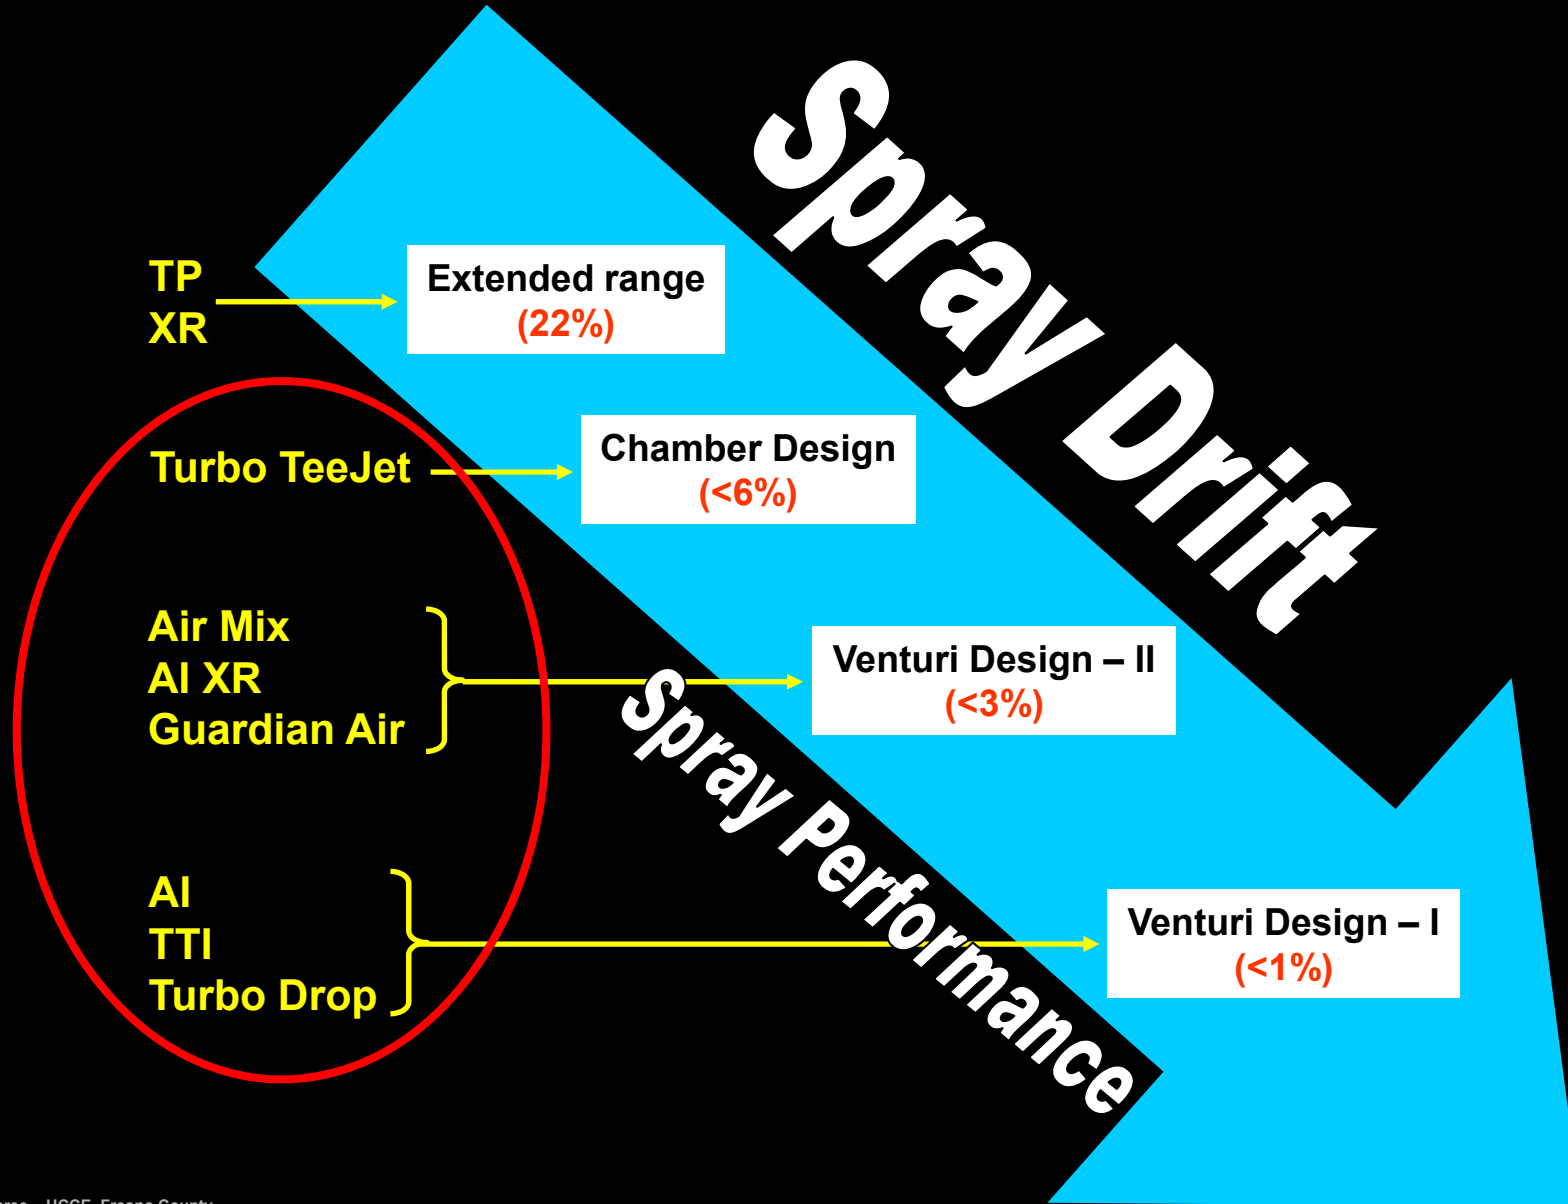 Spray Drift
TP
XR
Extended range
(22%)
Turbo TeeJet
Chamber Design
(<6%)
Air Mix
AI XR
Guardian Air
Venturi Design – II
(<3%)
Spray Performance
AI
TTI
Turbo Drop
Venturi Design – I
(<1%)